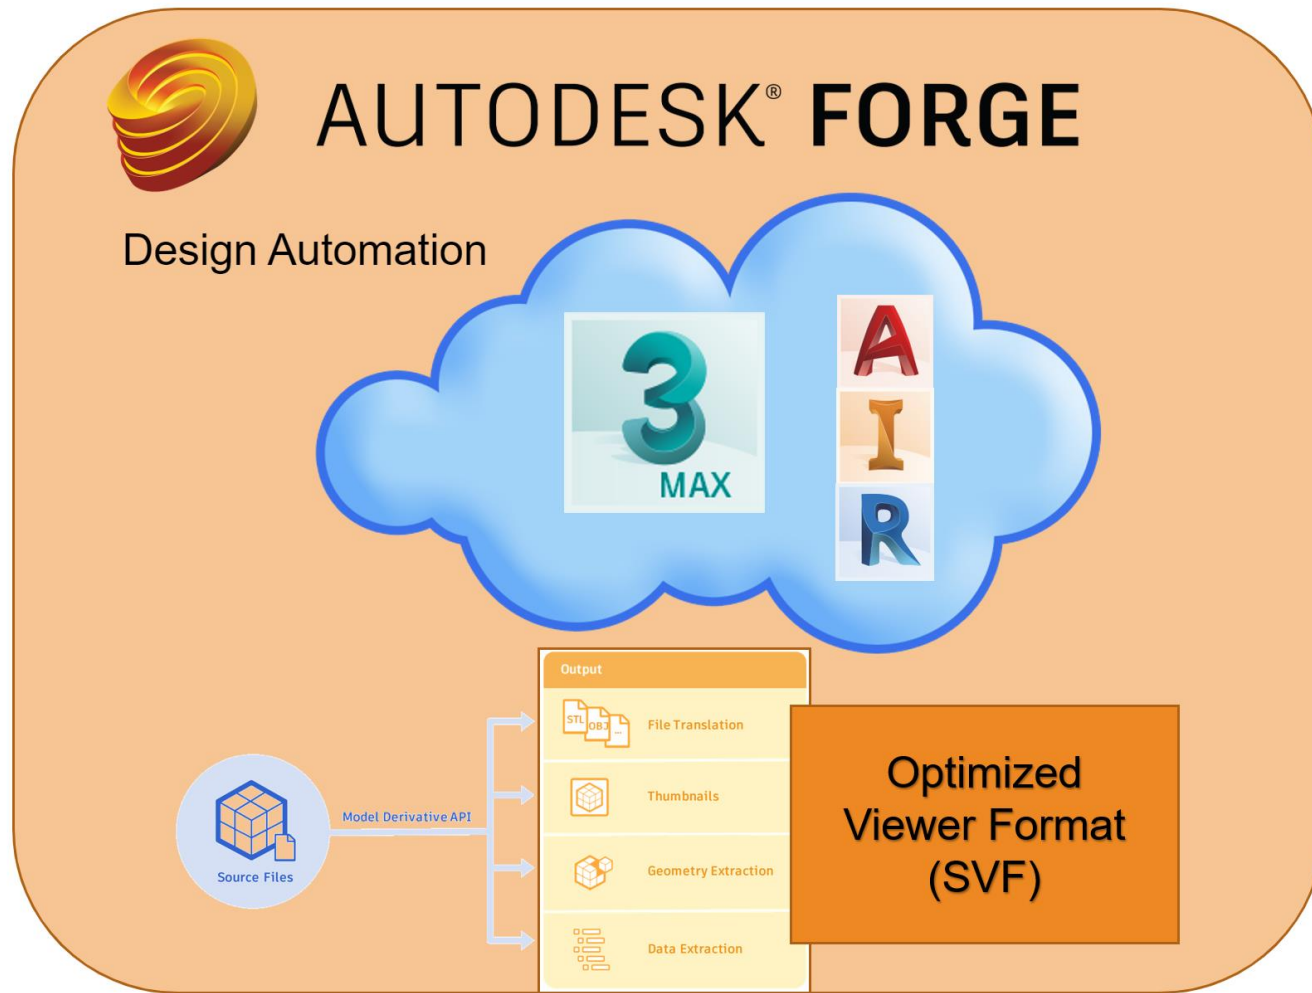 AUTODESK® FORGE
Design Automation
3
MAX
A
I
R
Output
STL
OBJ
...
File Translation
Thumbnails
Geometry Extraction
Data Extraction
Model Derivative API
Source Files
Optimized
Viewer Format
(SVF)